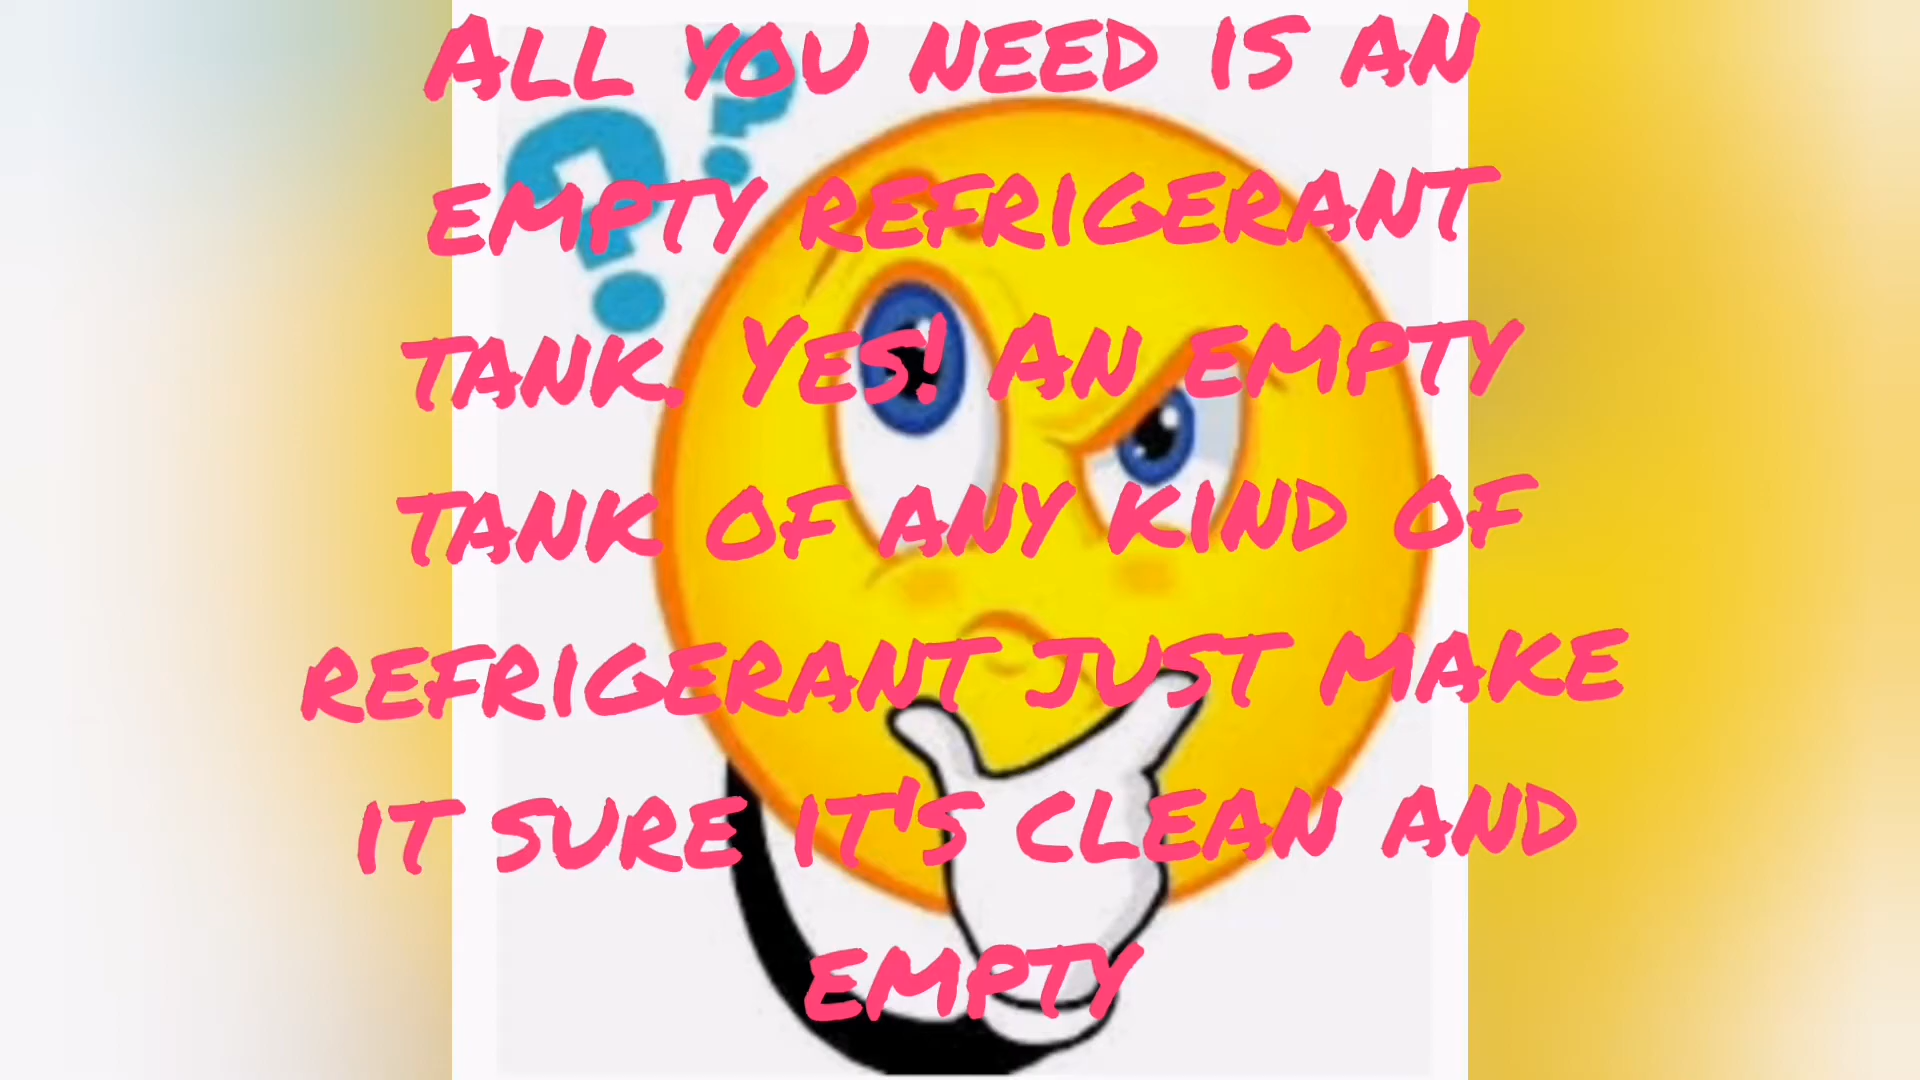 All you need is an
empty refrigerant
tank. Yes! An empty
tank of any kind of
refrigerant just make
it sure it's clean and
empty